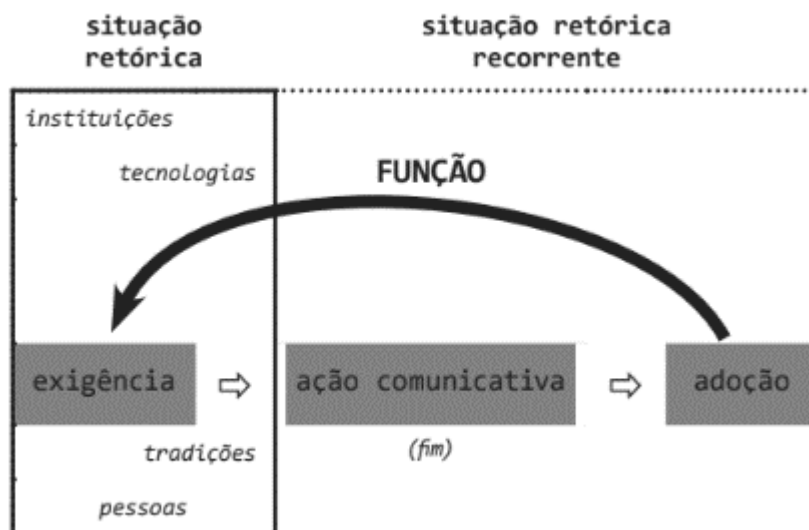 situação
retórica
situação retórica
recorrente
instituições
tecnologias
FUNÇÃO
exigência ⇨ ação comunicativa ⇨ adoção
tradições
(fim)
pessoas